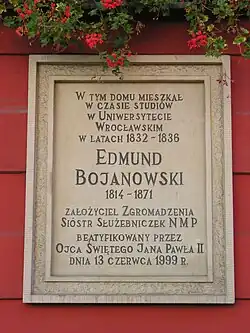 W TYM DOMU MIESZKAŁ
W CZASIE STUDIÓW
W UNIWERSYTECIE
WROCŁAWSKIM
W LATACH 1832-1836
EDMUND
BOJANOWSKI
1814-1871
ZAŁOŻYCIEL ZGROMADZENIA
SIÓSTR SŁUŻEBNICZEK NMP
BEATYFIKOWANY PRZEZ
OJCA ŚWIĘTEGO JANA PAWŁA II
DNIA 13 CZERWCA 1999 R.